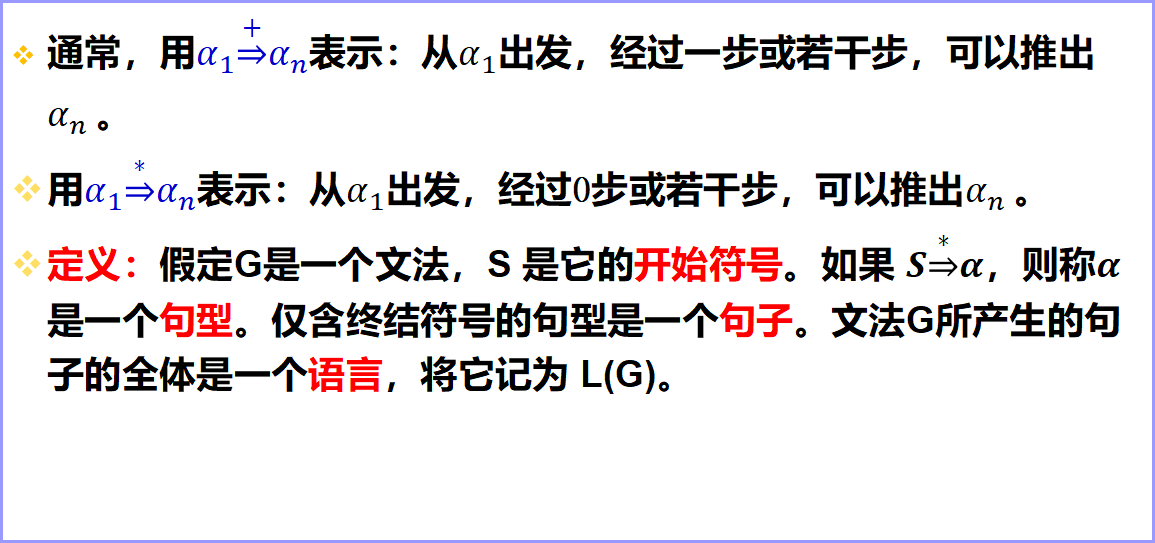 ❖ 通常，用α₁⇒⁺αₙ表示：从α₁出发，经过一步或若干步，可以推出
αₙ 。
❖ 用α₁⇒*αₙ表示：从α₁出发，经过0步或若干步，可以推出αₙ 。
❖ 定义：假定G是一个文法，S 是它的开始符号。如果 S⇒*α，则称α
是一个句型。仅含终结符号的句型是一个句子。文法G所产生的句
子的全体是一个语言，将它记为 L(G)。